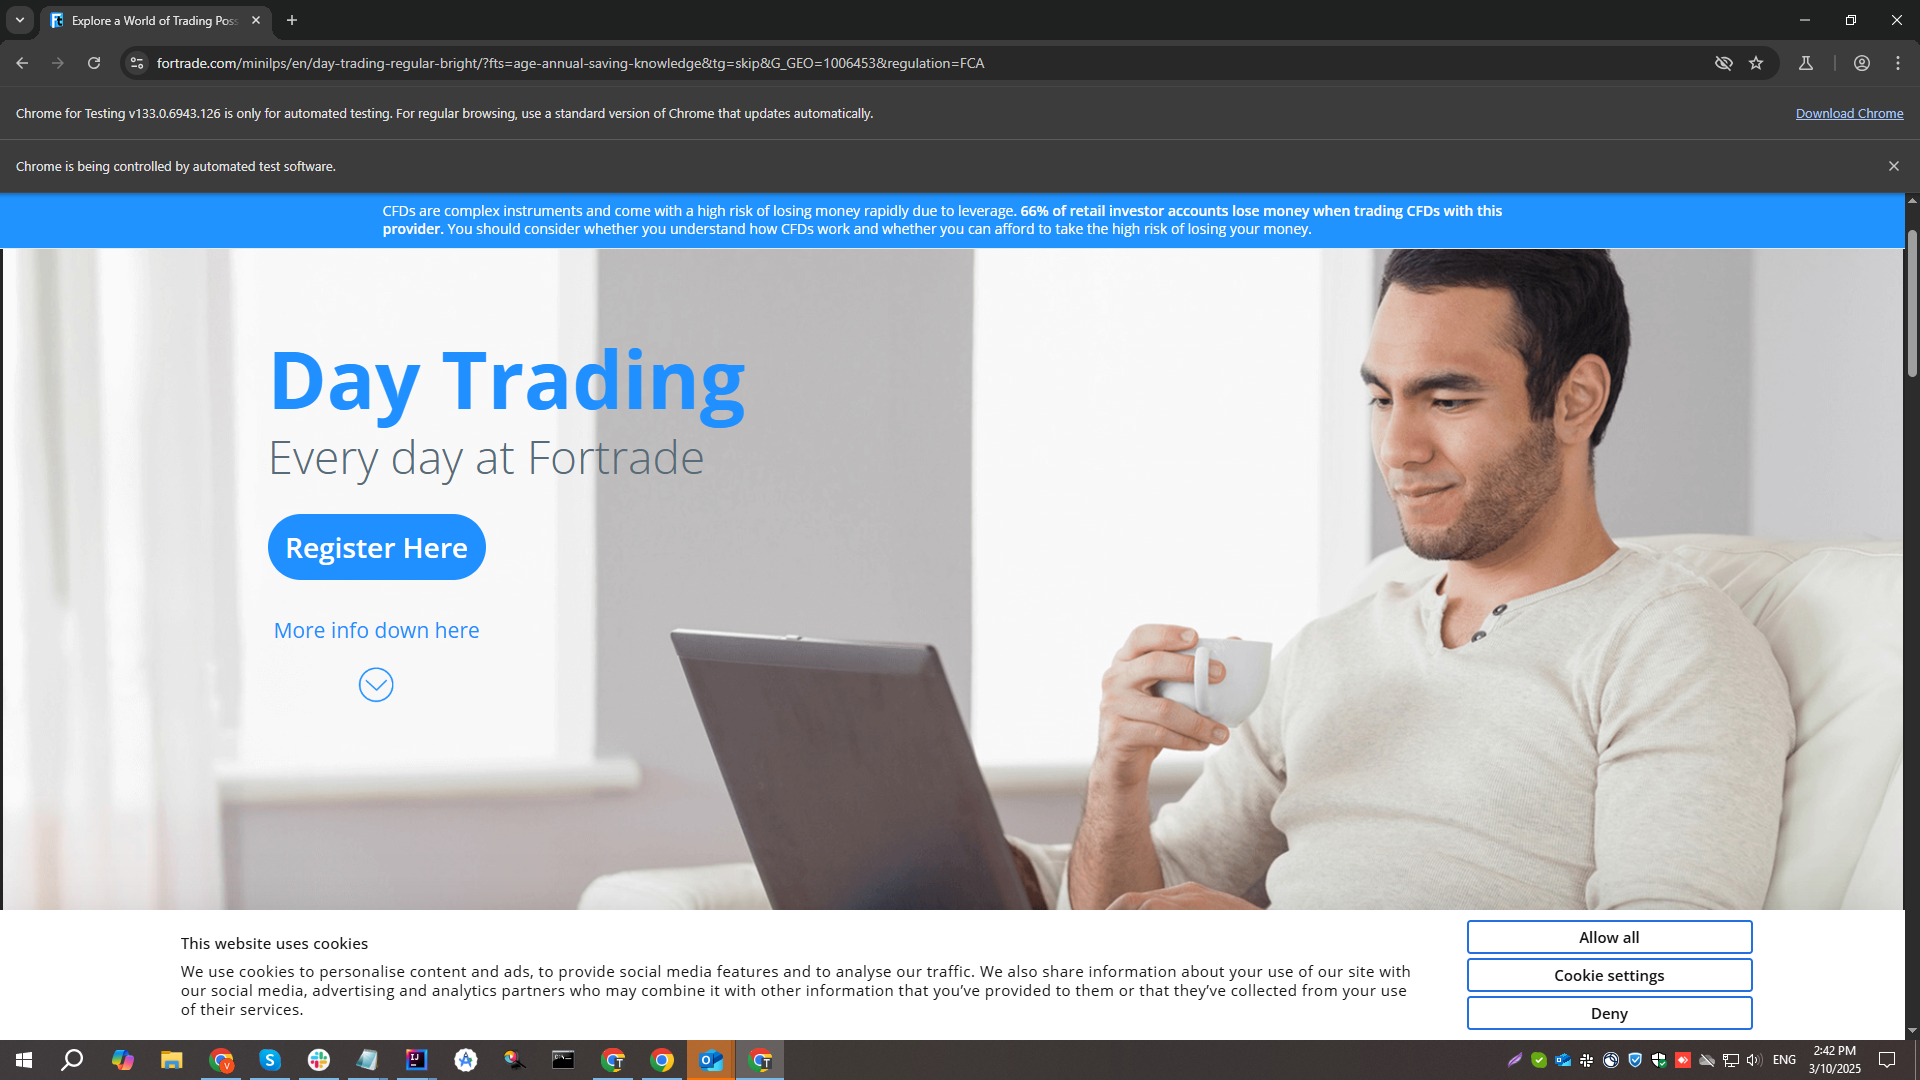 Explore a World of Trading Pos
fortrade.com/minilps/en/day-trading-regular-bright/?fts=age-annual-saving-knowledge&tg=skip&G_GEO=1006453&regulation=FCA
Chrome for Testing v133.0.6943.126 is only for automated testing. For regular browsing, use a standard version of Chrome that updates automatically.
Download Chrome
Chrome is being controlled by automated test software.
CFDs are complex instruments and come with a high risk of losing money rapidly due to leverage. 66% of retail investor accounts lose money when trading CFDs with this
provider. You should consider whether you understand how CFDs work and whether you can afford to take the high risk of losing your money.
Day Trading
Every day at Fortrade
Register Here
More info down here
This website uses cookies
We use cookies to personalise content and ads, to provide social media features and to analyse our traffic. We also share information about your use of our site with
our social media, advertising and analytics partners who may combine it with other information that you've provided to them or that they've collected from your use
of their services.
Allow all
Cookie settings
Deny
ENG
2:42 PM
3/10/2025